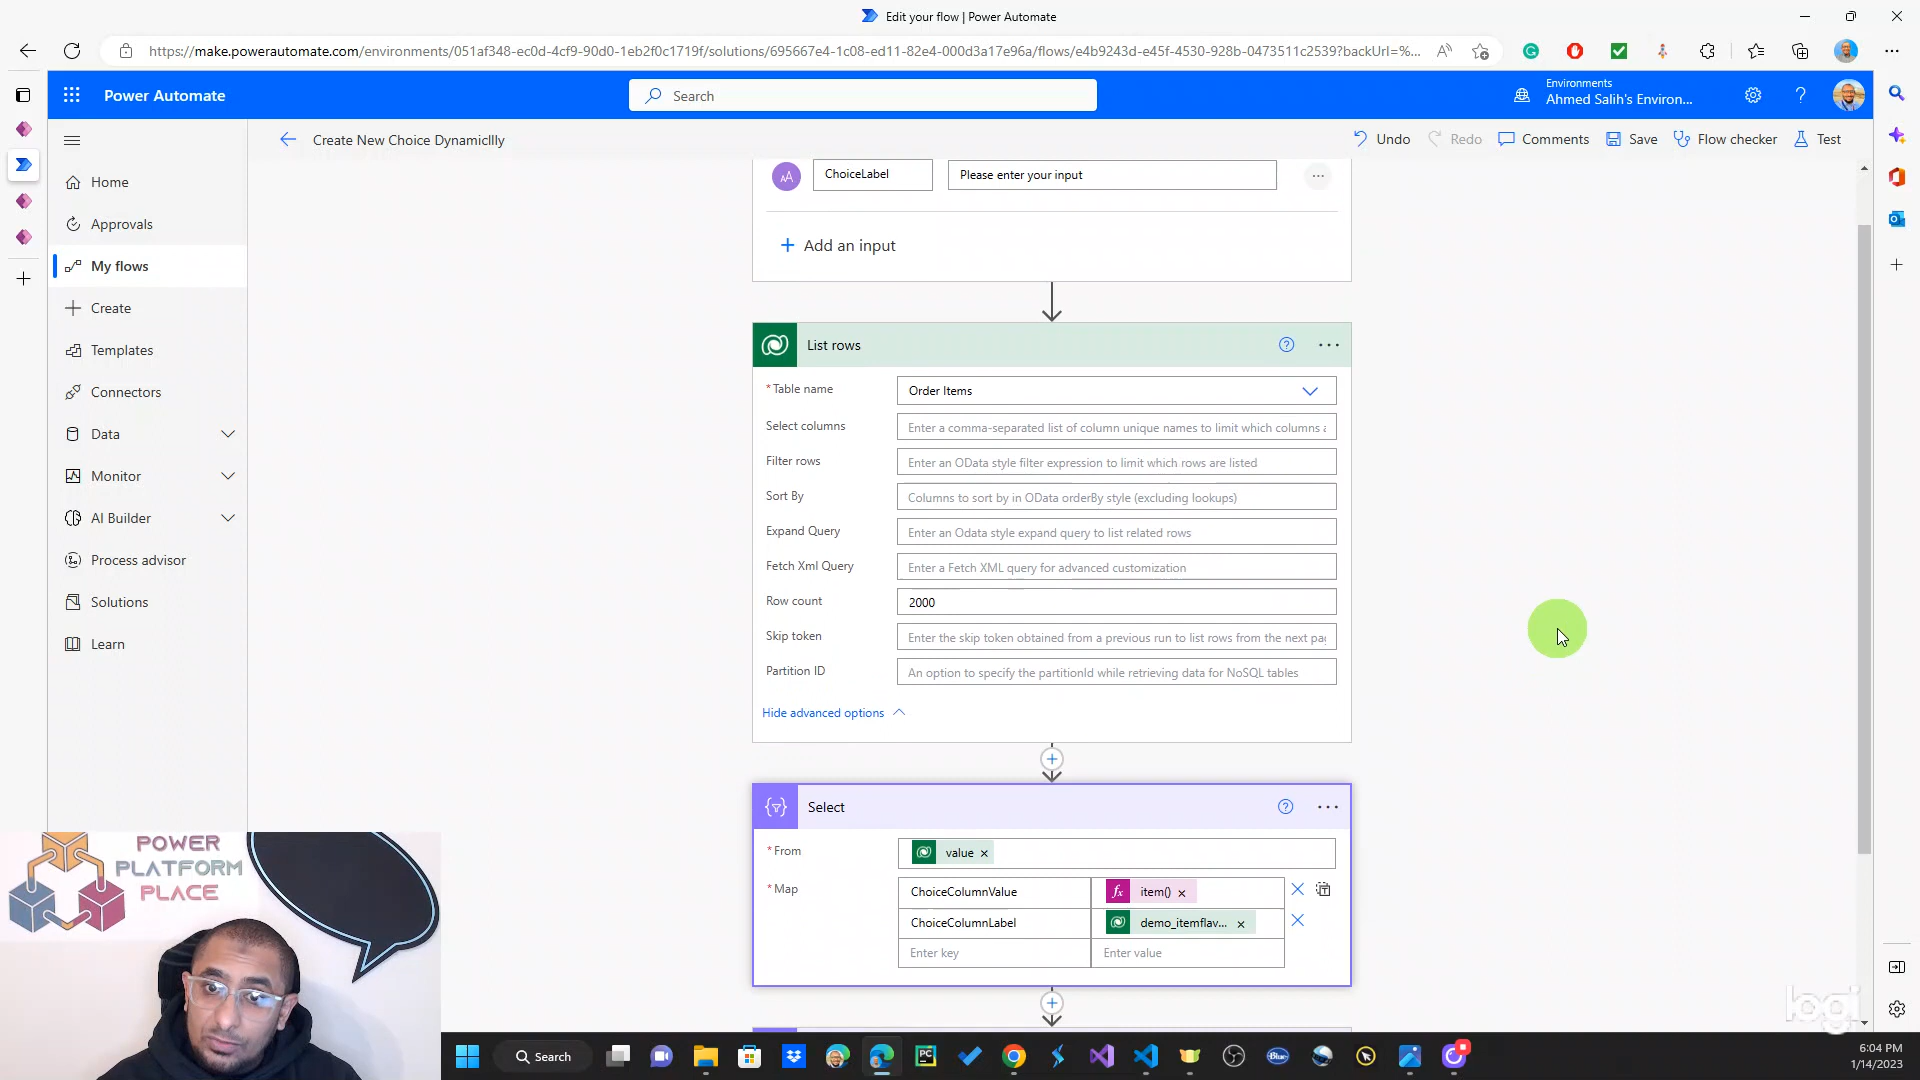 Edit your flow | Power Automate
https://make.powerautomate.com/environments/051af348-ec0d-4cf9-90d0-1eb2f0c1719f/solutions/695667e4-1c08-ed11-82e4-000d3a17e96a/flows/e4b9243d-e45f-4530-928b-0473511c2539?backUrl=%...
Power Automate
Search
Environments
Ahmed Salih's Environ...
Create New Choice Dynamicllly
Undo
Redo
Comments
Save
Flow checker
Test
Home
Approvals
My flows
Create
Templates
Connectors
Data
Monitor
AI Builder
Process advisor
Solutions
Learn
ChoiceLabel
Please enter your input
Add an input
List rows
* Table name
Order Items
Select columns
Enter a comma-separated list of column unique names to limit which columns a
Filter rows
Enter an OData style filter expression to limit which rows are listed
Sort By
Columns to sort by in OData orderBy style (excluding lookups)
Expand Query
Enter an Odata style expand query to list related rows
Fetch Xml Query
Enter a Fetch XML query for advanced customization
Row count
2000
Skip token
Enter the skip token obtained from a previous run to list rows from the next pag
Partition ID
An option to specify the partitionId while retrieving data for NoSQL tables
Hide advanced options
Select
* From
value
* Map
ChoiceColumnValue
fx item()
ChoiceColumnLabel
demo_itemflav...
Enter key
Enter value
POWER
PLATFORM
PLACE
logi
Search
6:04 PM
1/14/2023